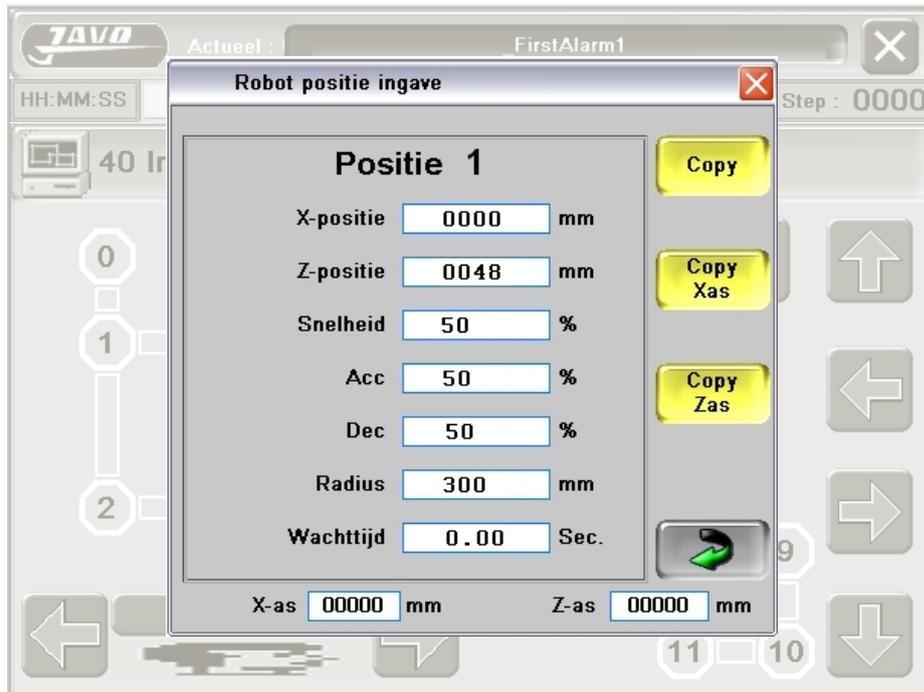 ZAVO
Actueel :
_FirstAlarm1
HH:MM:SS
Step : 0000
40
Robot positie ingave
Positie 1
X-positie 0000 mm
Z-positie 0048 mm
Snelheid 50 %
Acc 50 %
Dec 50 %
Radius 300 mm
Wachttijd 0.00 Sec.
X-as 00000 mm
Z-as 00000 mm
Copy
Copy
Xas
Copy
Zas
0
1
2
9
11
10